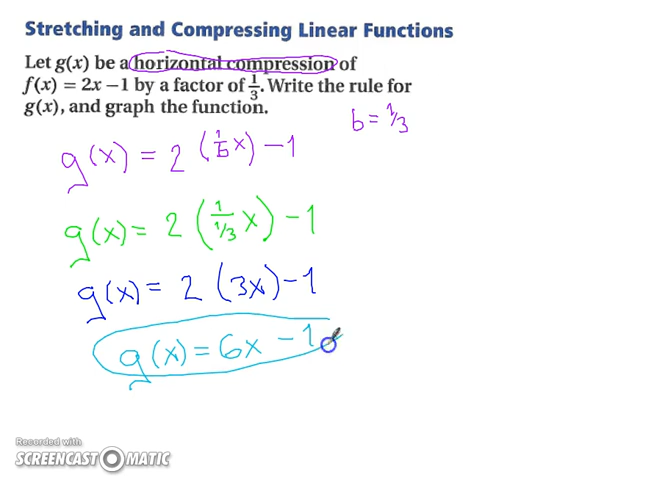 Stretching and Compressing Linear Functions
Let g(x) be a horizontal compression of
f(x) = 2x −1 by a factor of 1/3. Write the rule for
g(x), and graph the function.
b = 1/3
g(x) = 2 (1/b x) − 1
g(x) = 2 (1/1/3 x) − 1
g(x) = 2 (3x) − 1
g(x) = 6x − 1
Recorded with
SCREENCAST-O-MATIC